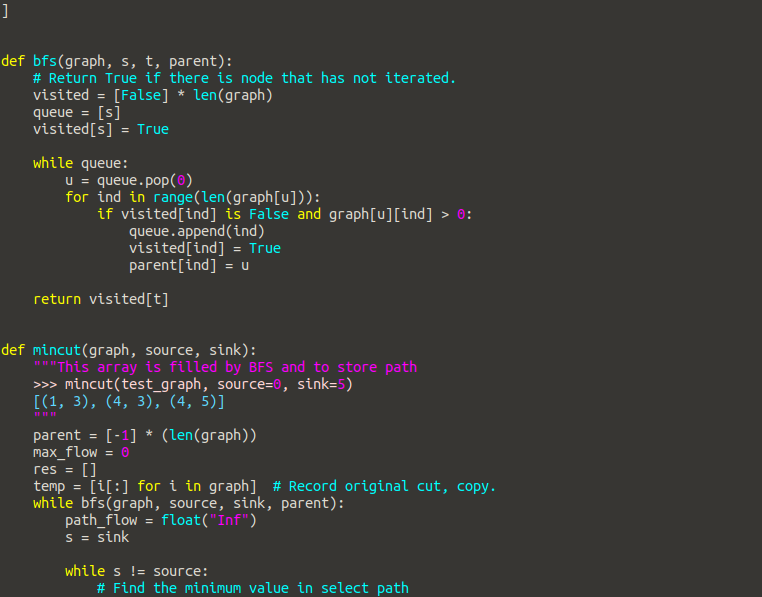 ]
def bfs(graph, s, t, parent):
    # Return True if there is node that has not iterated.
    visited = [False] * len(graph)
    queue = [s]
    visited[s] = True
    while queue:
        u = queue.pop(0)
        for ind in range(len(graph[u])):
            if visited[ind] is False and graph[u][ind] > 0:
                queue.append(ind)
                visited[ind] = True
                parent[ind] = u
    return visited[t]
def mincut(graph, source, sink):
    """This array is filled by BFS and to store path
    >>> mincut(test_graph, source=0, sink=5)
    [(1, 3), (4, 3), (4, 5)]
    """
    parent = [-1] * (len(graph))
    max_flow = 0
    res = []
    temp = [i[:] for i in graph]  # Record original cut, copy.
    while bfs(graph, source, sink, parent):
        path_flow = float("Inf")
        s = sink
        while s != source:
            # Find the minimum value in select path